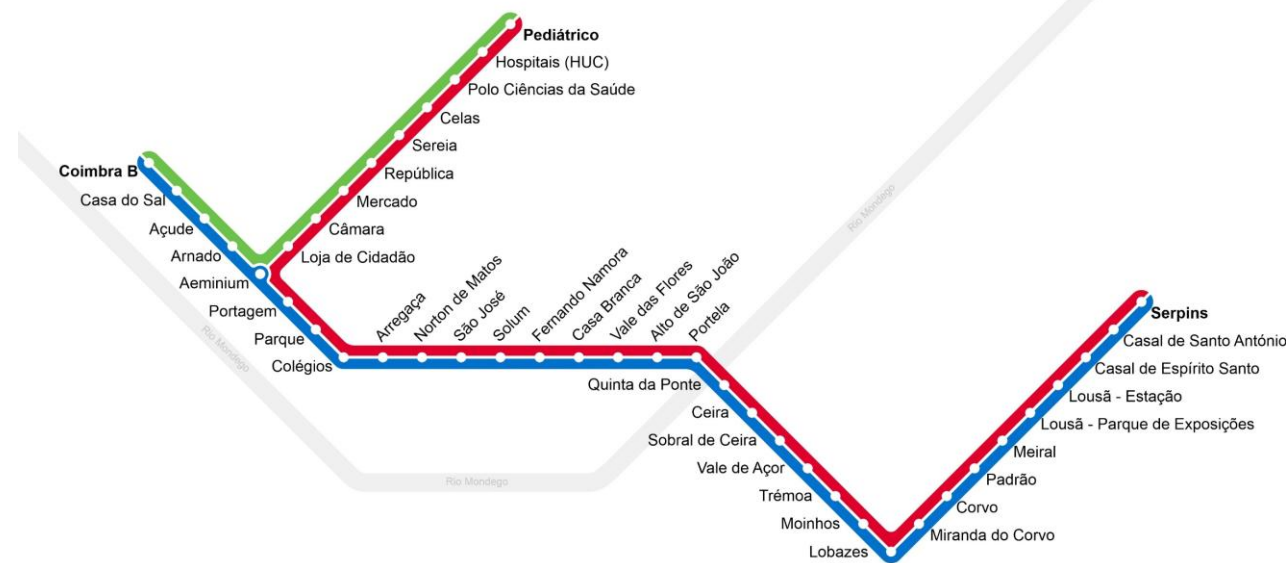 Pediátrico
Hospitais (HUC)
Polo Ciências da Saúde
Celas
Sereia
República
Mercado
Câmara
Loja de Cidadão
Coimbra B
Casa do Sal
Açude
Arnado
Aeminium
Portagem
Parque
Colégios
Arregaça
Norton de Matos
São José
Solum
Fernando Namora
Casa Branca
Vale das Flores
Alto de São João
Portela
Quinta da Ponte
Ceira
Sobral de Ceira
Vale de Açor
Trémoa
Moinhos
Lobazes
Serpins
Casal de Santo António
Casal de Espírito Santo
Lousã - Estação
Lousã - Parque de Exposições
Meiral
Padrão
Corvo
Miranda do Corvo
Rio Mondego
Rio Mondego
Rio Mondego